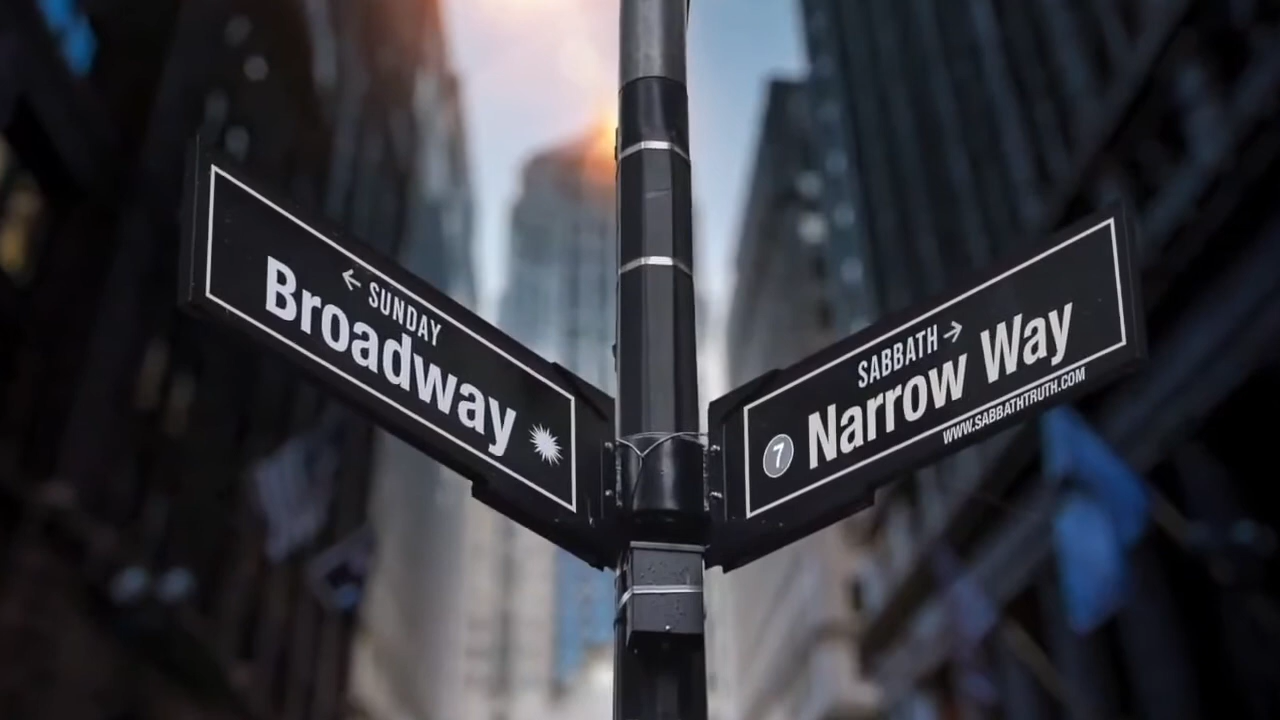 ← SUNDAY
Broadway
SABBATH →
7 Narrow Way
WWW.SABBATHTRUTH.COM